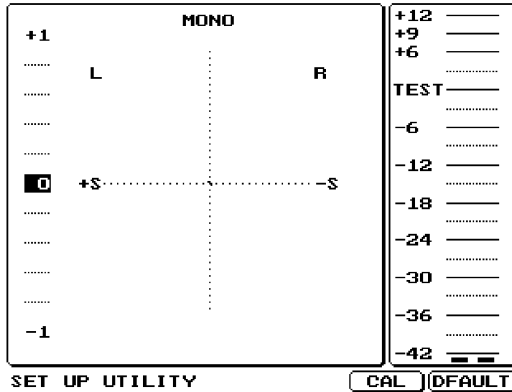 MONO
+1
L R
0
+S -S
-1
+12
+9
+6
TEST
-6
-12
-18
-24
-30
-36
-42
SET UP UTILITY CAL DFAULT